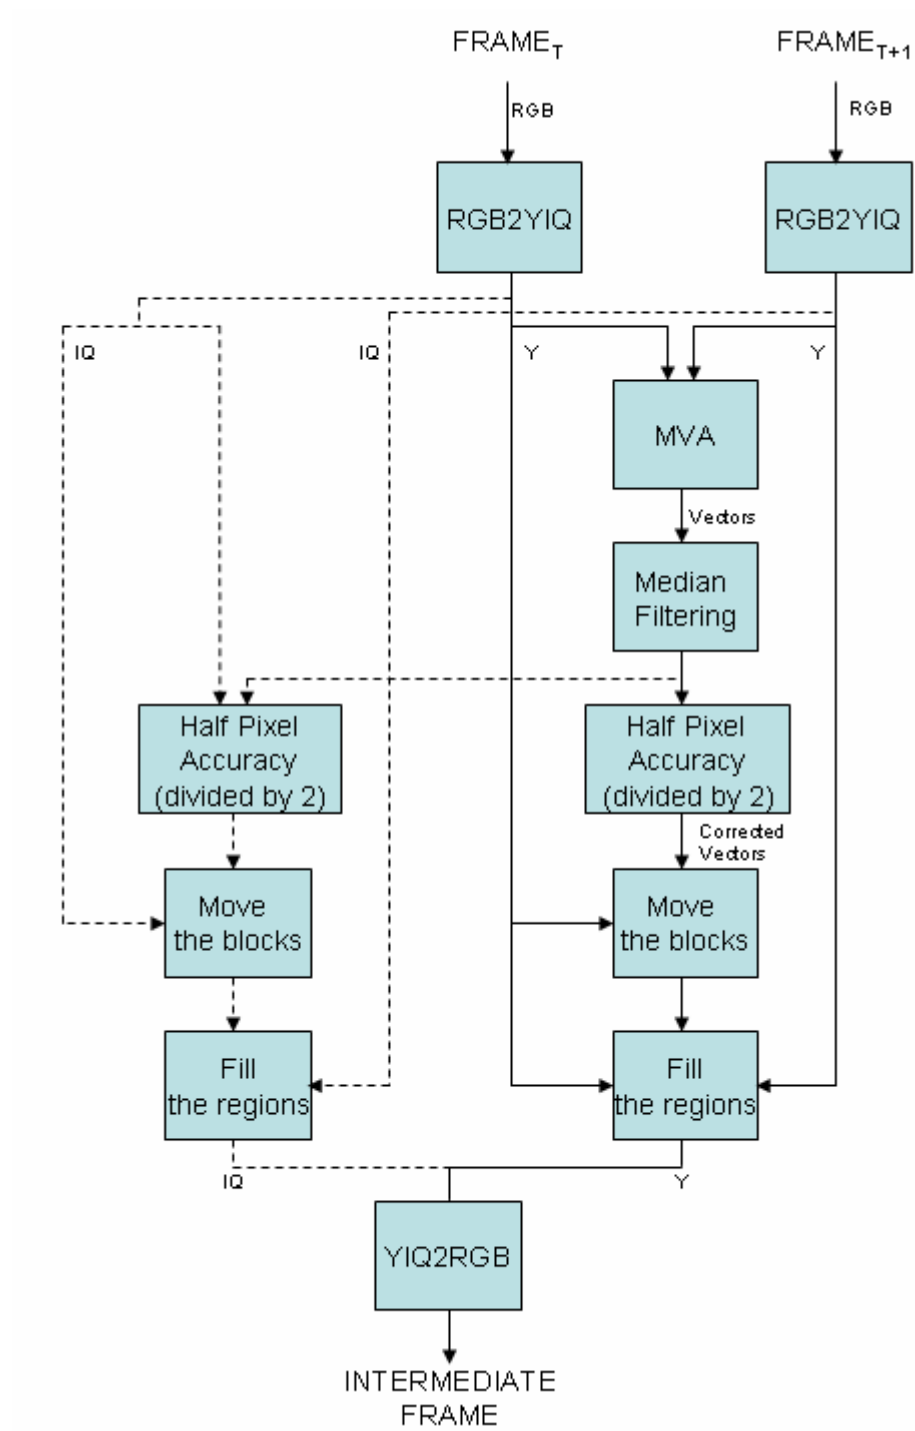 FRAMET
FRAMET+1
RGB
RGB
RGB2YIQ
RGB2YIQ
IQ
IQ
Y
Y
MVA
Vectors
Median
Filtering
Half Pixel
Accuracy
(divided by 2)
Half Pixel
Accuracy
(divided by 2)
Corrected
Vectors
Move
the blocks
Move
the blocks
Fill
the regions
Fill
the regions
IQ
Y
YIQ2RGB
INTERMEDIATE
FRAME